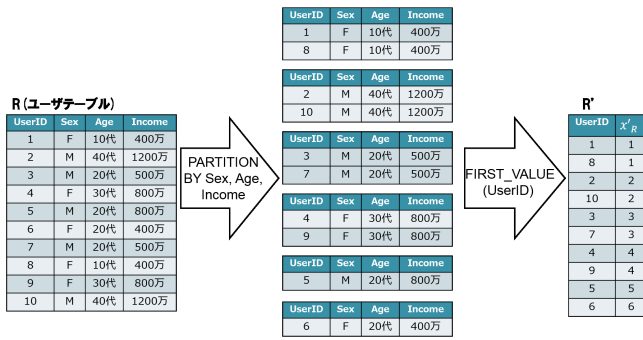 R(ユーザテーブル)
UserID Sex Age Income
1 F 10代 400万
2 M 40代 1200万
3 M 20代 500万
4 F 30代 800万
5 M 20代 800万
6 F 20代 400万
7 M 20代 500万
8 F 10代 400万
9 F 30代 800万
10 M 40代 1200万
PARTITION
BY Sex, Age,
Income
UserID Sex Age Income
1 F 10代 400万
8 F 10代 400万
UserID Sex Age Income
2 M 40代 1200万
10 M 40代 1200万
UserID Sex Age Income
3 M 20代 500万
7 M 20代 500万
UserID Sex Age Income
4 F 30代 800万
9 F 30代 800万
UserID Sex Age Income
5 M 20代 800万
UserID Sex Age Income
6 F 20代 400万
FIRST_VALUE
(UserID)
R'
UserID x'R
1 1
8 1
2 2
10 2
3 3
7 3
4 4
9 4
5 5
6 6